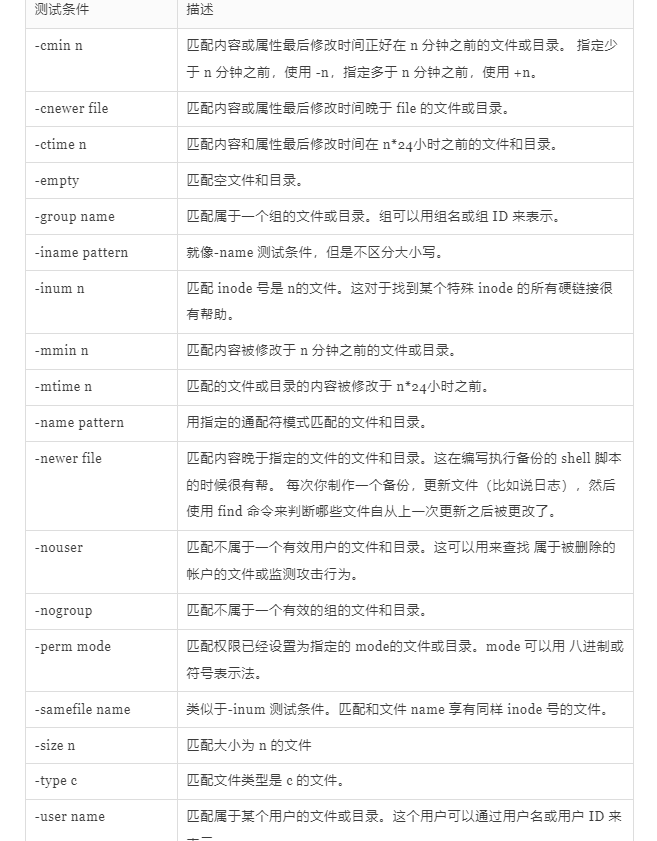 测试条件 描述
-cmin n 匹配内容或属性最后修改时间正好在 n 分钟之前的文件或目录。 指定少
于 n 分钟之前，使用 -n，指定多于 n 分钟之前，使用 +n。
-cnewer file 匹配内容或属性最后修改时间晚于 file 的文件或目录。
-ctime n 匹配内容和属性最后修改时间在 n*24小时之前的文件和目录。
-empty 匹配空文件和目录。
-group name 匹配属于一个组的文件或目录。组可以用组名或组 ID 来表示。
-iname pattern 就像-name 测试条件，但是不区分大小写。
-inum n 匹配 inode 号是 n的文件。这对于找到某个特殊 inode 的所有硬链接很
有帮助。
-mmin n 匹配内容被修改于 n 分钟之前的文件或目录。
-mtime n 匹配的文件或目录的内容被修改于 n*24小时之前。
-name pattern 用指定的通配符模式匹配的文件和目录。
-newer file 匹配内容晚于指定的文件的文件和目录。这在编写执行备份的 shell 脚本
的时候很有帮。 每次你制作一个备份，更新文件（比如说日志），然后
使用 find 命令来判断哪些文件自从上一次更新之后被更改了。
-nouser 匹配不属于一个有效用户的文件和目录。这可以用来查找 属于被删除的
帐户的文件或监测攻击行为。
-nogroup 匹配不属于一个有效的组的文件和目录。
-perm mode 匹配权限已经设置为指定的 mode的文件或目录。mode 可以用 八进制或
符号表示法。
-samefile name 类似于-inum 测试条件。匹配和文件 name 享有同样 inode 号的文件。
-size n 匹配大小为 n 的文件
-type c 匹配文件类型是 c 的文件。
-user name 匹配属于某个用户的文件或目录。这个用户可以通过用户名或用户 ID 来